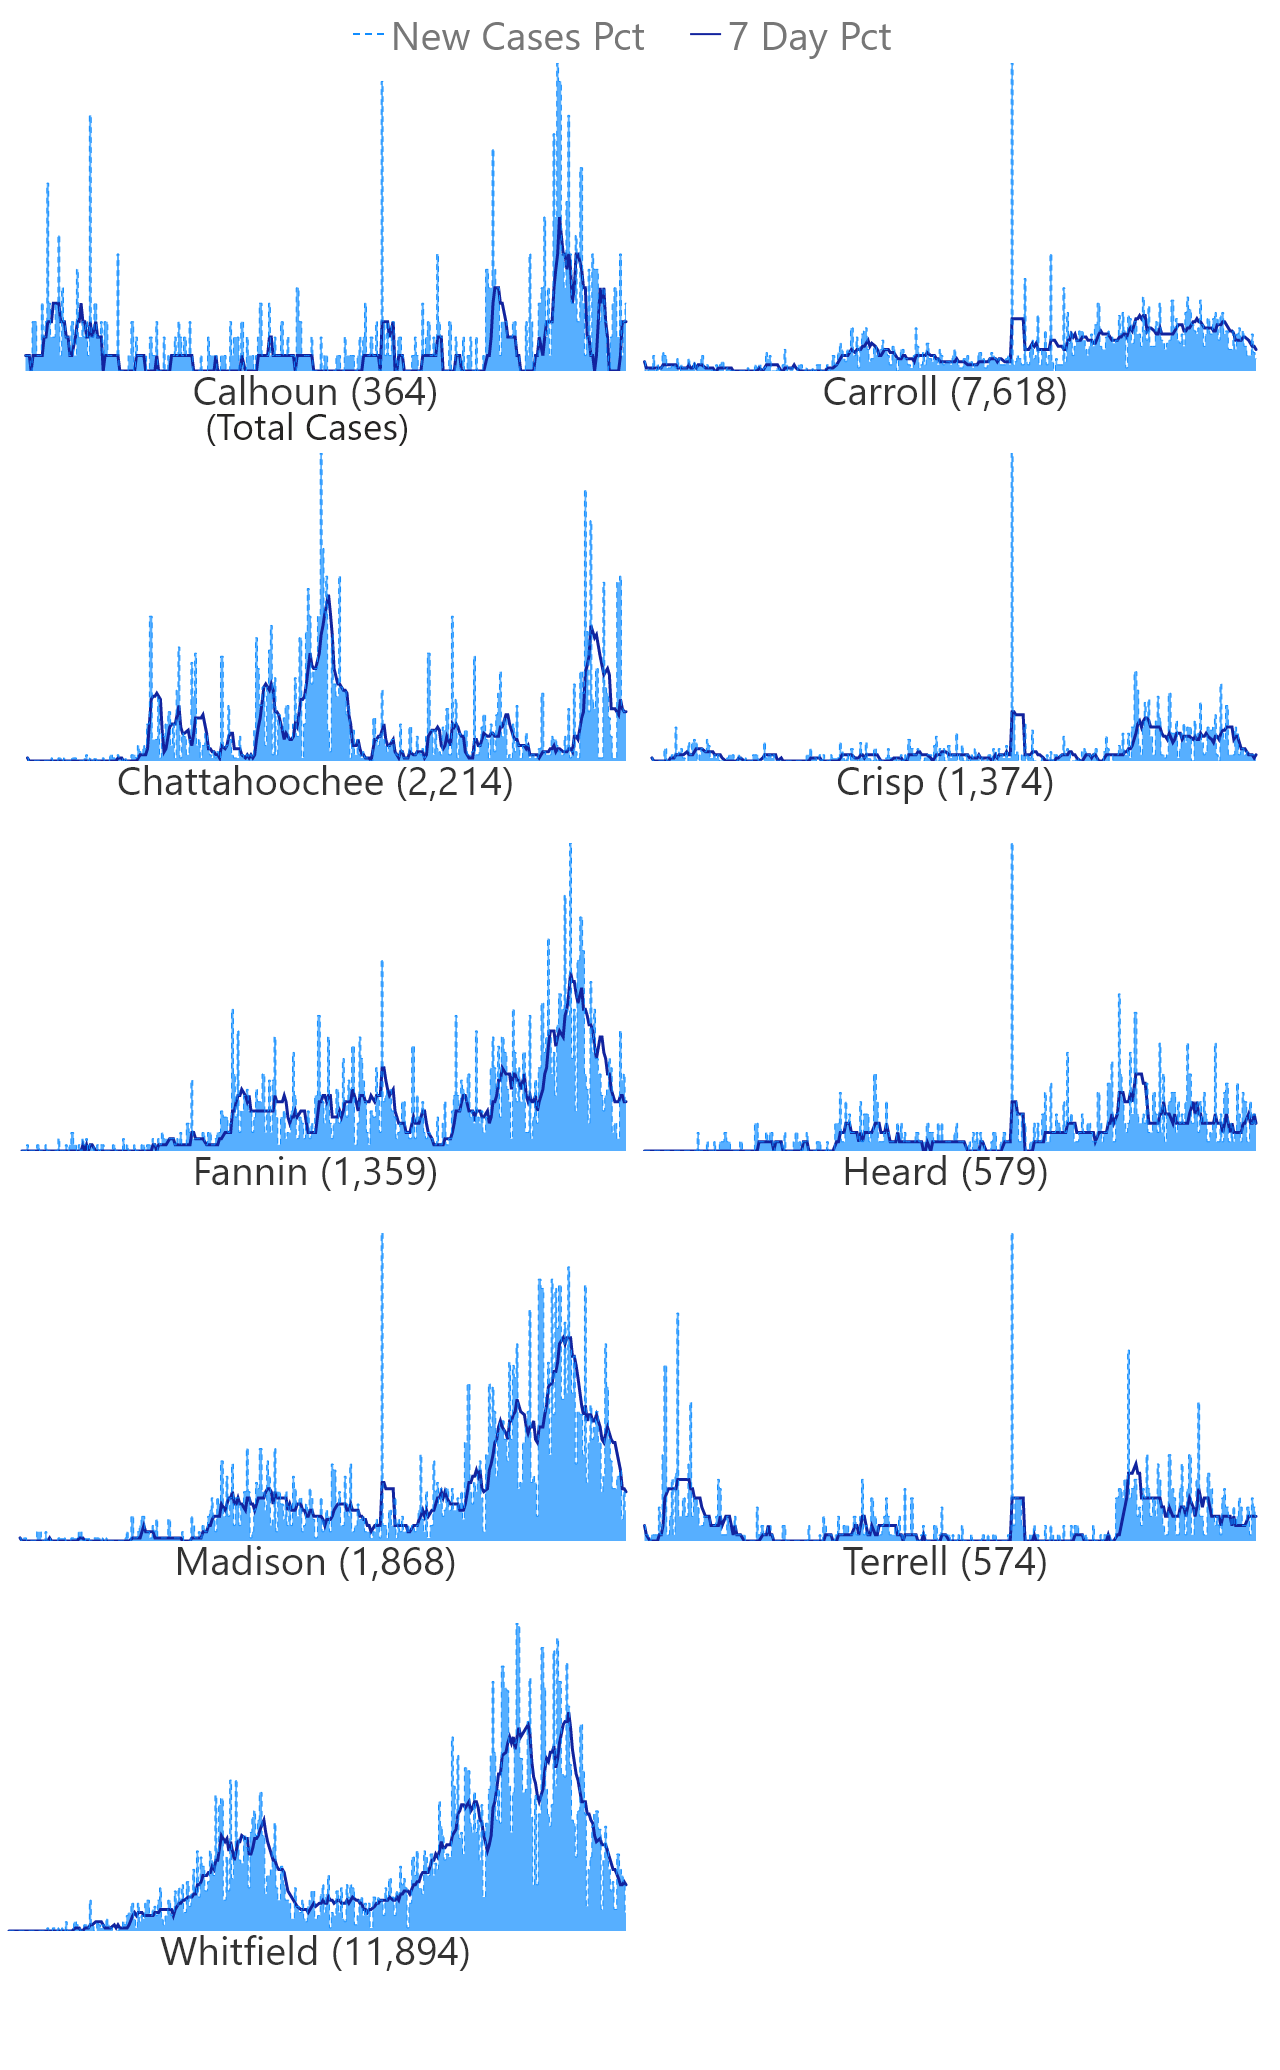 New Cases Pct 7 Day Pct
Calhoun (364) Carroll (7,618)
(Total Cases)
Chattahoochee (2,214) Crisp (1,374)
Fannin (1,359) Heard (579)
Madison (1,868) Terrell (574)
Whitfield (11,894)